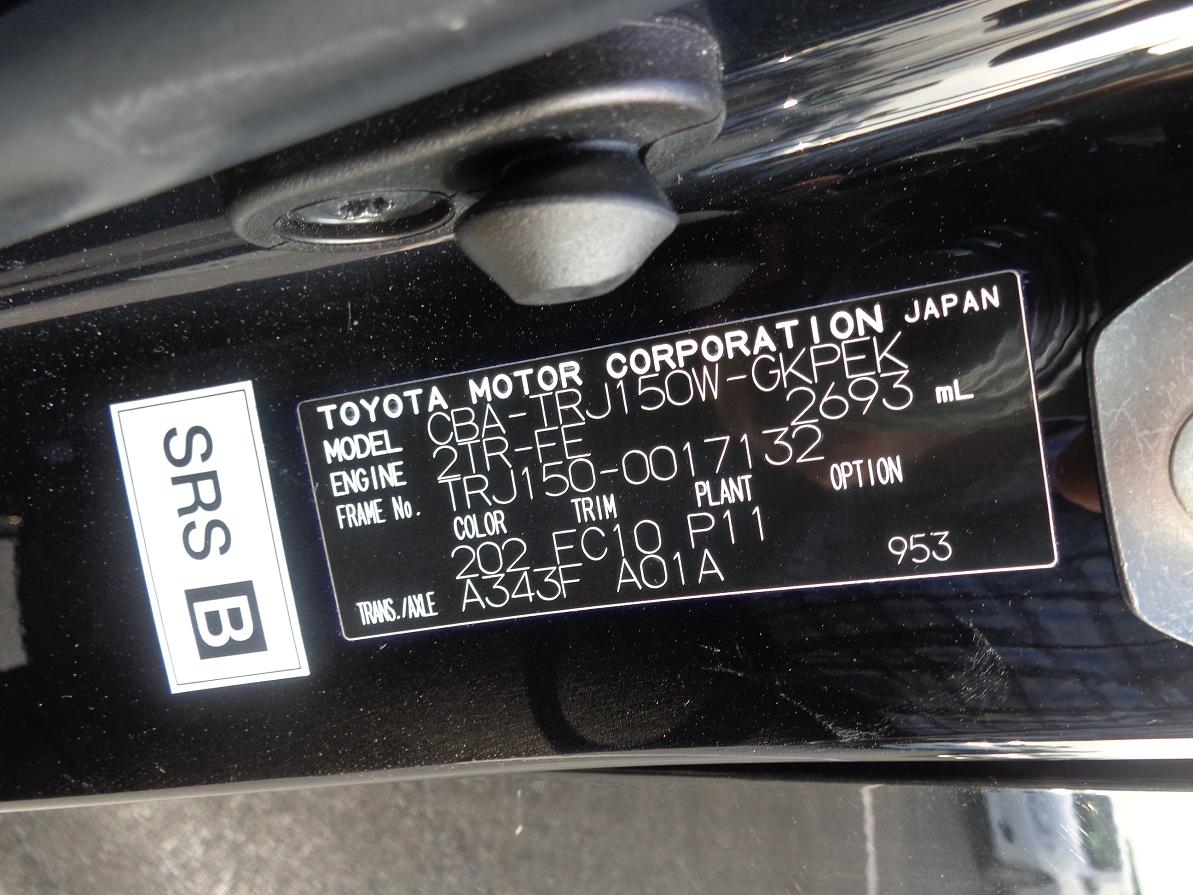 TOYOTA MOTOR CORPORATION JAPAN
MODEL CBA-TRJ150W-GKPEK
ENGINE 2TR-FE 2693 mL
FRAME No. TRJ150-0017132
COLOR TRIM PLANT OPTION
202 FC10 P11
TRANS./AXLE A343F A01A 953
SRS B